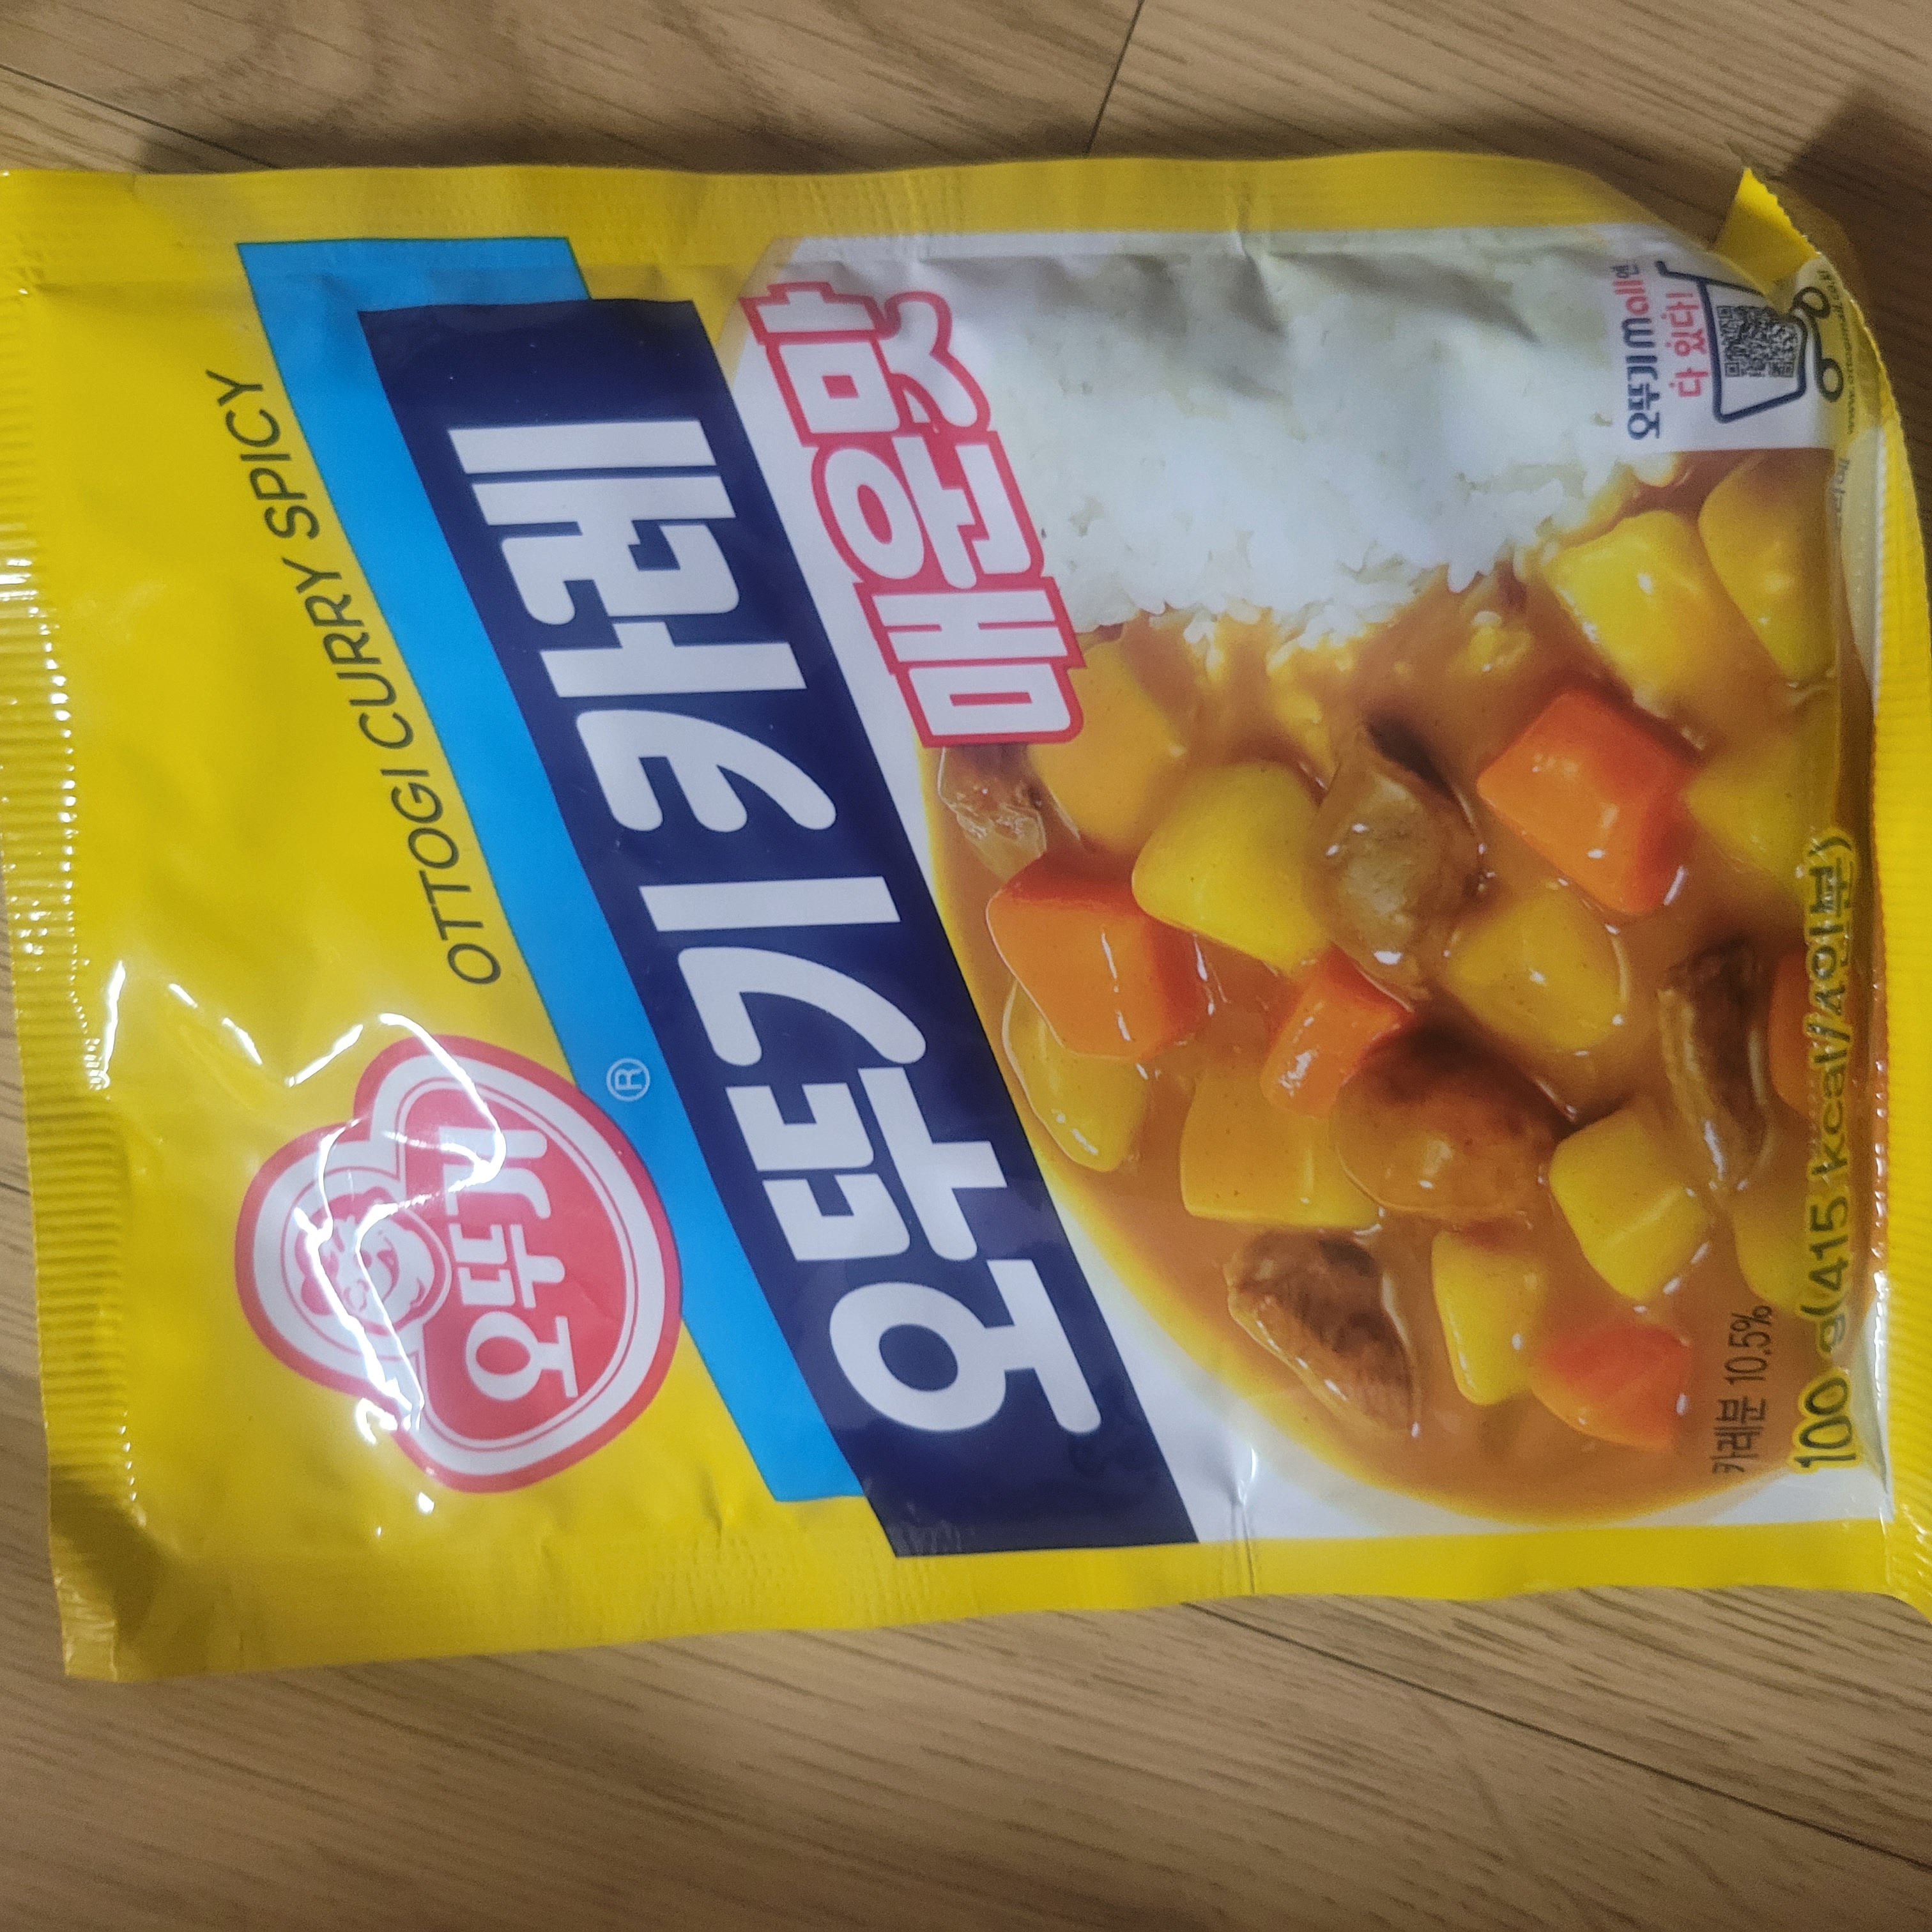 오뚜기
OTTOGI CURRY SPICY
®
오뚜기카레
매운맛
오뚜기mall에
다 있다!
카레분 10.5%
100 g(415 kcal/4인분)